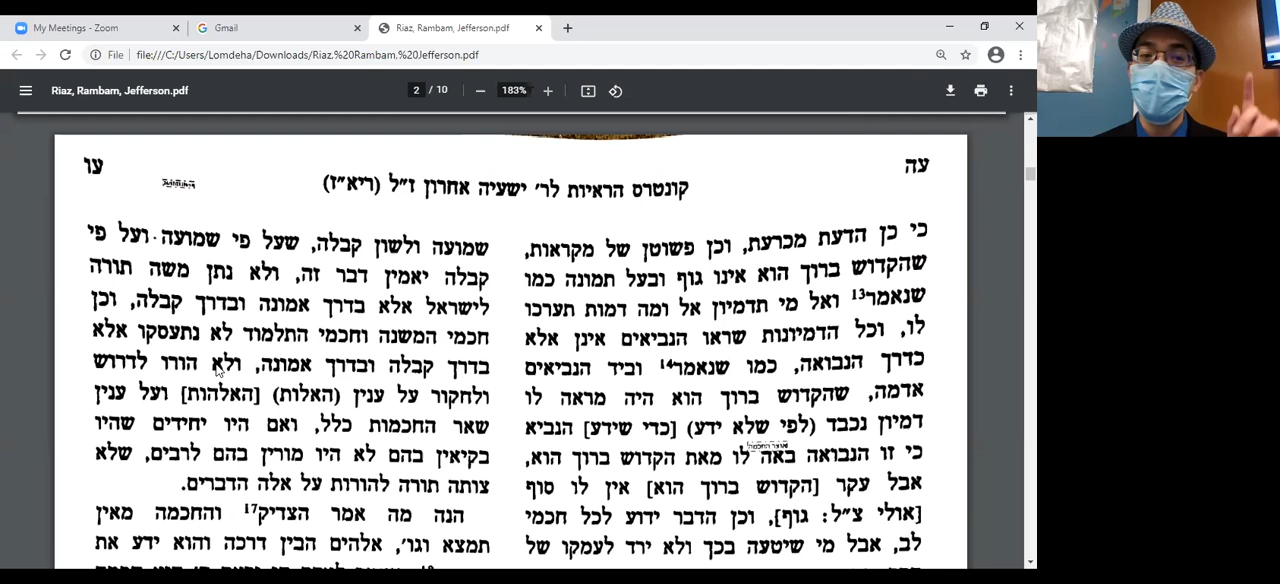 My Meetings - Zoom
Gmail
Riaz, Rambam, Jefferson.pdf
File
file:///C:/Users/Lomdeha/Downloads/Riaz,%20Rambam,%20Jefferson.pdf
Riaz, Rambam, Jefferson.pdf
2 / 10
183%
עה
עו
קונטרס הראיות לר׳ ישעיה אחרון ז״ל (ריא״ז)
כי כן הדעת מכרעת, וכן פשוטן של מקראות,
שהקדוש ברוך הוא אינו גוף ובעל תמונה כמו
שנאמר13 ואל מי תדמיון אל ומה דמות תערכו
לו, וכל הדמיונות שראו הנביאים אינן אלא
כדרך הנבואה, כמו שנאמר14 וביד הנביאים
אדמה, שהקדוש ברוך הוא היה מראה לו
דמיון נכבד (לפי שלא ידע) [כדי שידע] הנביא
אוצר החכמה
כי זו הנבואה באה לו מאת הקדוש ברוך הוא,
אבל עקר [הקדוש ברוך הוא] אין לו סוף
[אולי צ״ל: גוף], וכן הדבר ידוע לכל חכמי
לב, אבל מי שיטעה בכך ולא ירד לעמקו של
שמועה ולשון קבלה, שעל פי שמועה ועל פי
קבלה יאמין דבר זה, ולא נתן משה תורה
לישראל אלא בדרך אמונה ובדרך קבלה, וכן
חכמי המשנה וחכמי התלמוד לא נתעסקו אלא
בדרך קבלה ובדרך אמונה, ולא הורו לדרוש
ולחקור על ענין (האלות) [האלהות] ועל ענין
שאר החכמות כלל, ואם היו יחידים שהיו
בקיאין בהם לא היו מורין בהם לרבים, שלא
צותה תורה להורות על אלה הדברים.
הנה מה אמר הצדיק17 והחכמה מאין
תמצא וגו׳, אלהים הבין דרכה והוא ידע את